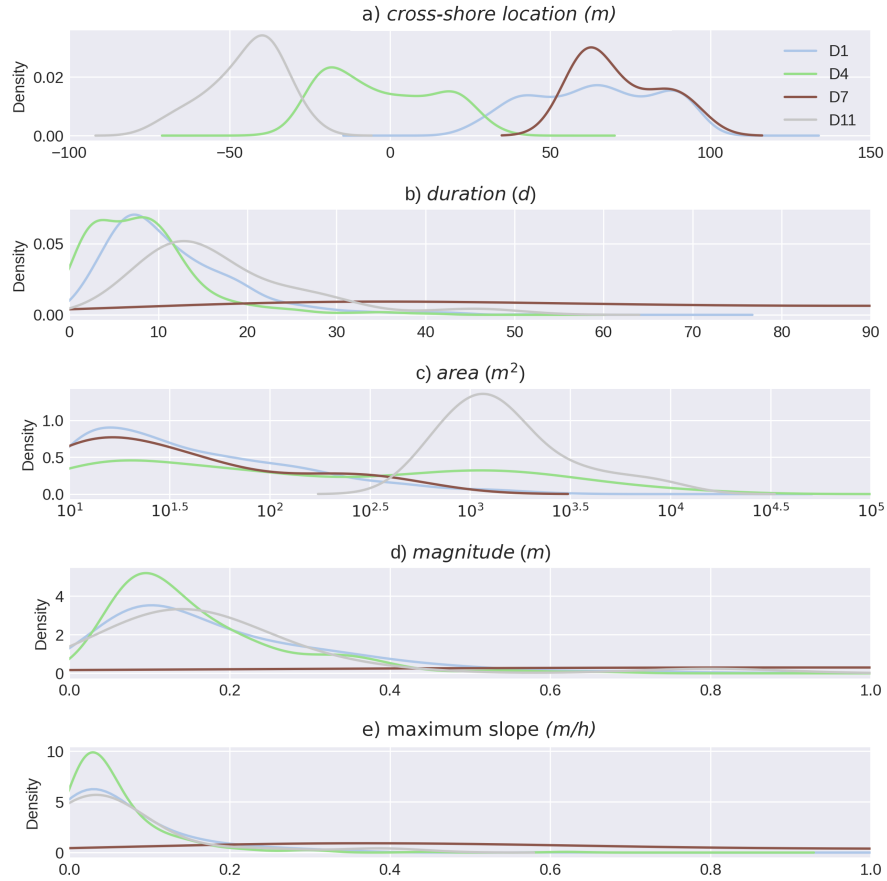 a) cross-shore location (m)
Density
0.02
0.00
D1
D4
D7
D11
−100 −50 0 50 100 150
b) duration (d)
Density
0.05
0.00
0 10 20 30 40 50 60 70 80 90
c) area (m²)
Density
1.0
0.5
0.0
10¹ 10¹·⁵ 10² 10²·⁵ 10³ 10³·⁵ 10⁴ 10⁴·⁵ 10⁵
d) magnitude (m)
Density
4
2
0
0.0 0.2 0.4 0.6 0.8 1.0
e) maximum slope (m/h)
Density
10
5
0
0.0 0.2 0.4 0.6 0.8 1.0